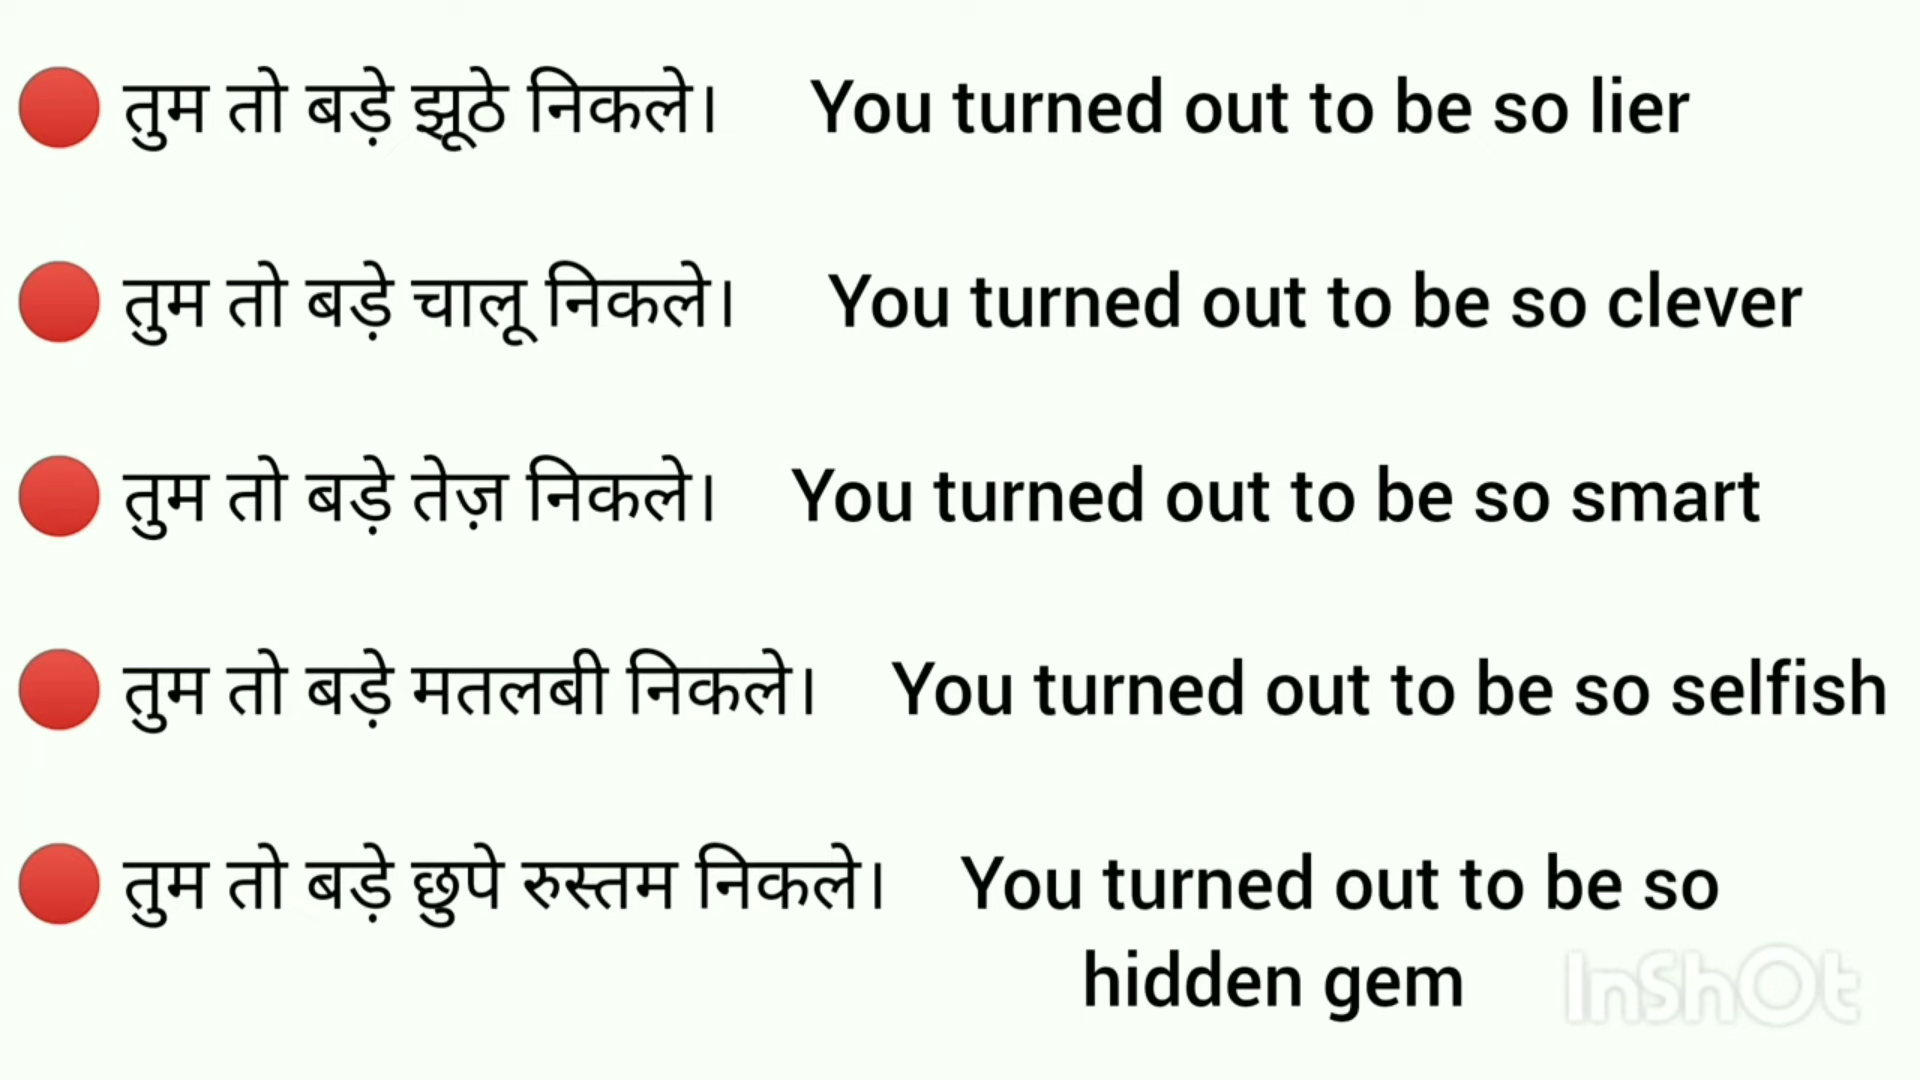 तुम तो बड़े झूठे निकले। You turned out to be so lier
तुम तो बड़े चालू निकले। You turned out to be so clever
तुम तो बड़े तेज़ निकले। You turned out to be so smart
तुम तो बड़े मतलबी निकले। You turned out to be so selfish
तुम तो बड़े छुपे रुस्तम निकले। You turned out to be so
hidden gem
InShOt